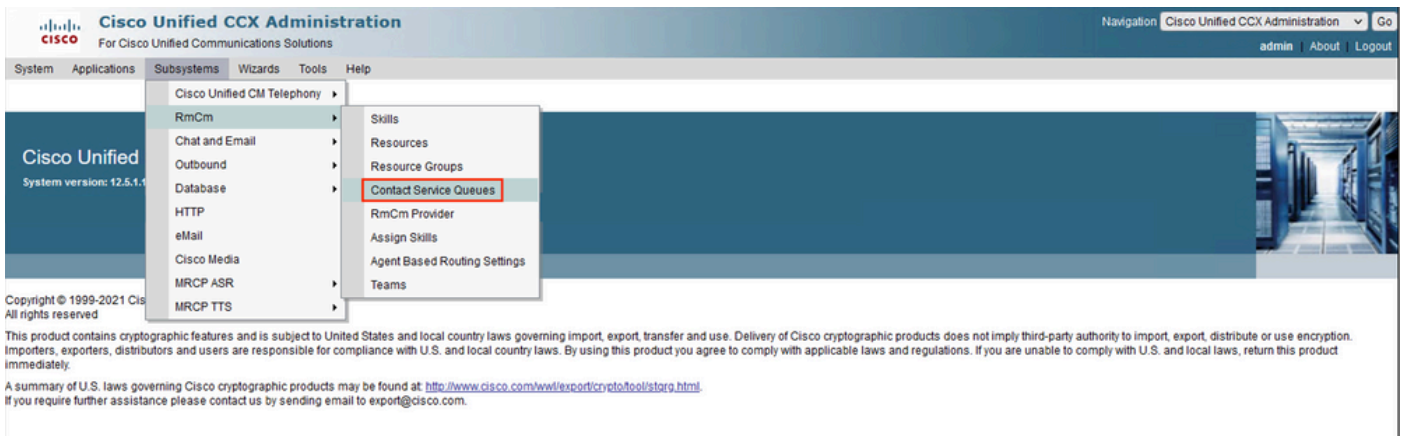 Cisco Unified CCX Administration
For Cisco Unified Communications Solutions
CISCO
Navigation Cisco Unified CCX Administration Go
admin | About | Logout
System Applications Subsystems Wizards Tools Help
Cisco Unified CM Telephony
RmCm
Chat and Email
Outbound
Database
HTTP
eMail
Cisco Media
MRCP ASR
MRCP TTS
Skills
Resources
Resource Groups
Contact Service Queues
RmCm Provider
Assign Skills
Agent Based Routing Settings
Teams
Cisco Unified
System version: 12.5.1.1
Copyright © 1999-2021 Cis
All rights reserved
This product contains cryptographic features and is subject to United States and local country laws governing import, export, transfer and use. Delivery of Cisco cryptographic products does not imply third-party authority to import, export, distribute or use encryption.
Importers, exporters, distributors and users are responsible for compliance with U.S. and local country laws. By using this product you agree to comply with applicable laws and regulations. If you are unable to comply with U.S. and local laws, return this product
immediately.
A summary of U.S. laws governing Cisco cryptographic products may be found at: http://www.cisco.com/wwl/export/crypto/tool/stqrg.html.
If you require further assistance please contact us by sending email to export@cisco.com.